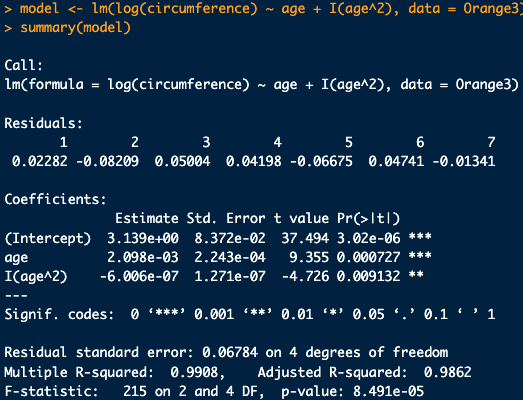 > model <- lm(log(circumference) ~ age + I(age^2), data = Orange3)
> summary(model)
Call:
lm(formula = log(circumference) ~ age + I(age^2), data = Orange3)
Residuals:
1 2 3 4 5 6 7
0.02282 -0.08209 0.05004 0.04198 -0.06675 0.04741 -0.01341
Coefficients:
Estimate Std. Error t value Pr(>|t|)
(Intercept) 3.139e+00 8.372e-02 37.494 3.02e-06 ***
age 2.098e-03 2.243e-04 9.355 0.000727 ***
I(age^2) -6.006e-07 1.271e-07 -4.726 0.009132 **
---
Signif. codes: 0 ‘***’ 0.001 ‘**’ 0.01 ‘*’ 0.05 ‘.’ 0.1 ‘ ’ 1
Residual standard error: 0.06784 on 4 degrees of freedom
Multiple R-squared: 0.9908, Adjusted R-squared: 0.9862
F-statistic: 215 on 2 and 4 DF, p-value: 8.491e-05